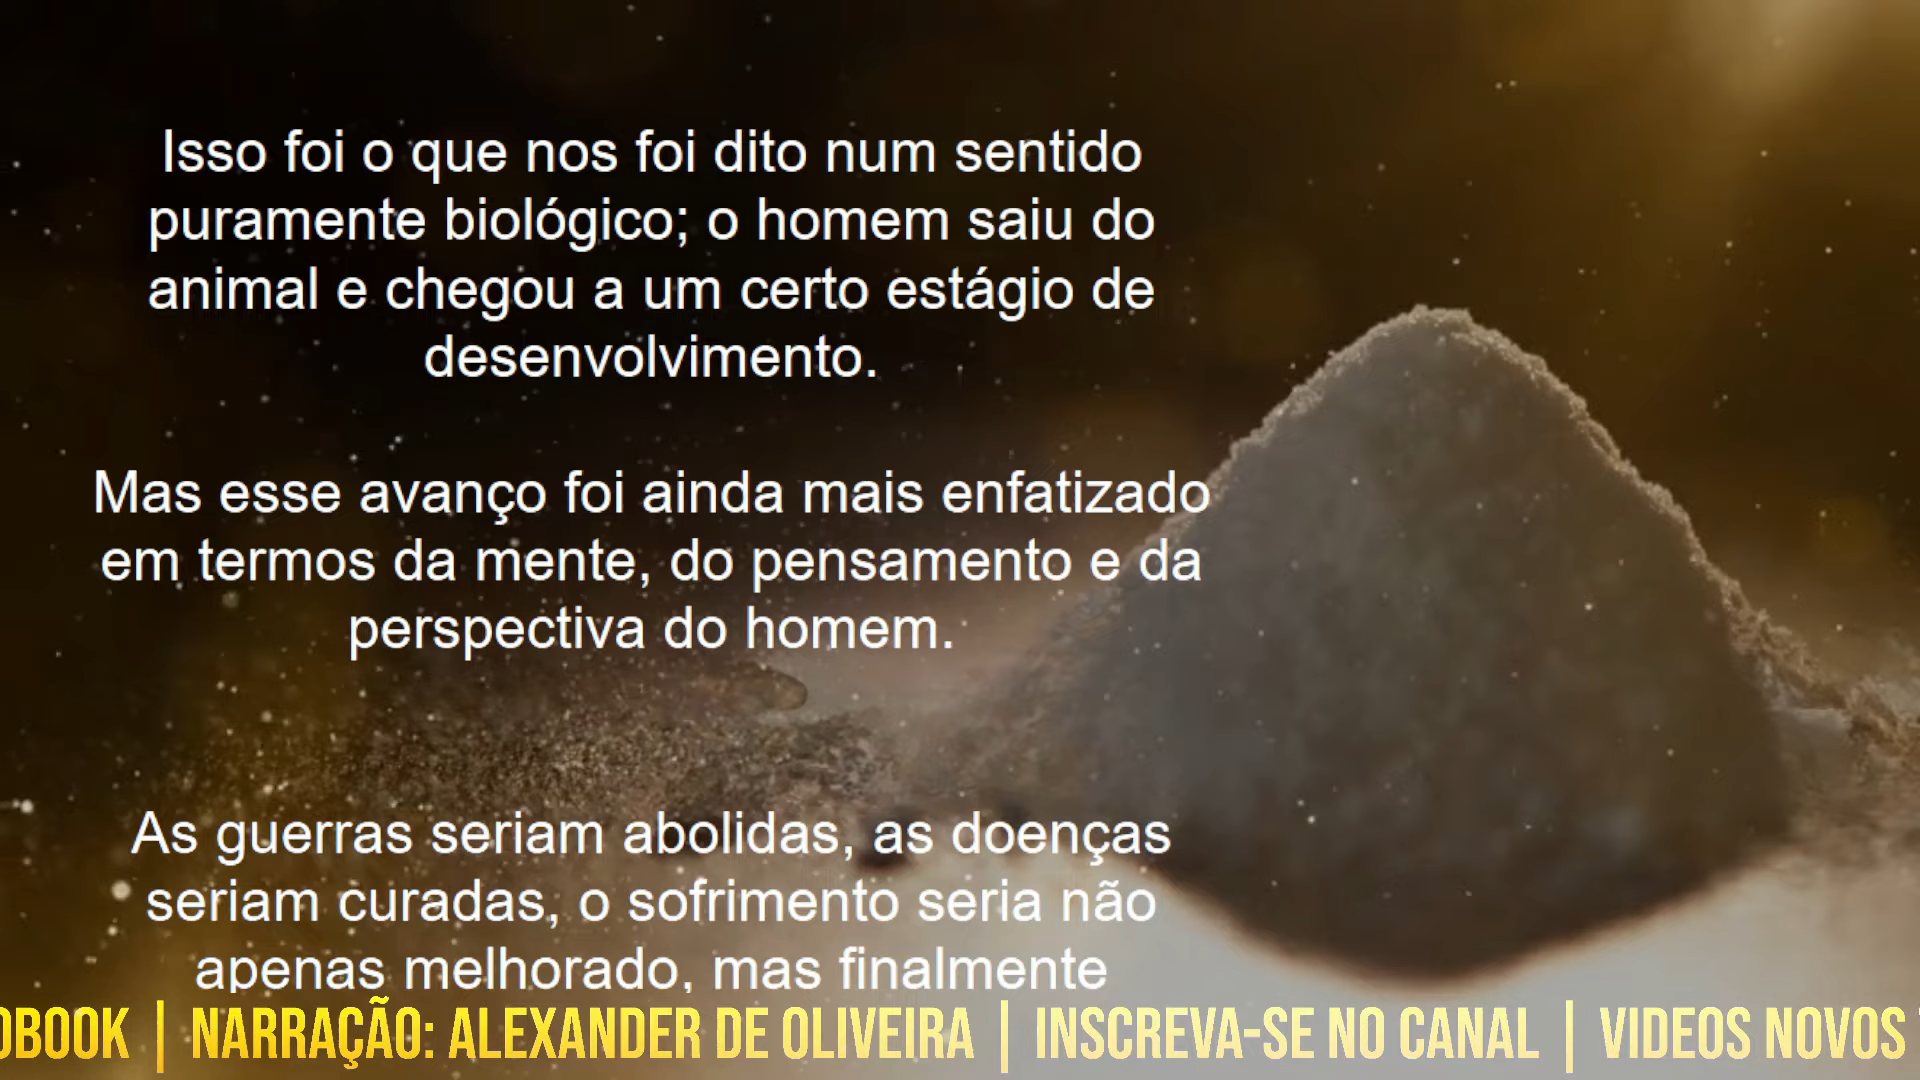 Isso foi o que nos foi dito num sentido
puramente biológico; o homem saiu do
animal e chegou a um certo estágio de
desenvolvimento.
Mas esse avanço foi ainda mais enfatizado
em termos da mente, do pensamento e da
perspectiva do homem.
As guerras seriam abolidas, as doenças
seriam curadas, o sofrimento seria não
apenas melhorado, mas finalmente
OBOOK | NARRAÇÃO: ALEXANDER DE OLIVEIRA | INSCREVA-SE NO CANAL | VIDEOS NOVOS